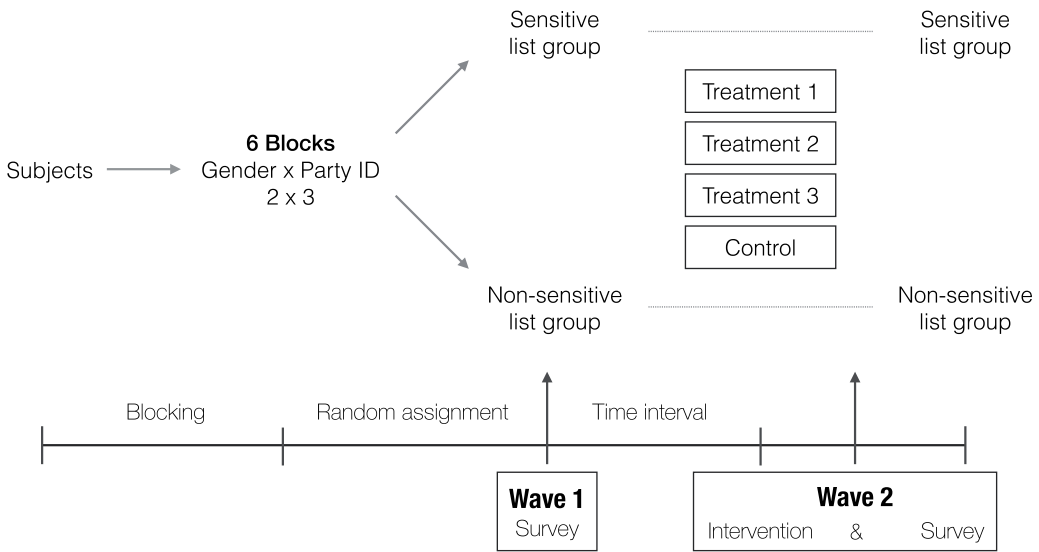 Subjects
6 Blocks
Gender x Party ID
2 x 3
Sensitive
list group
Non-sensitive
list group
Treatment 1
Treatment 2
Treatment 3
Control
Sensitive
list group
Non-sensitive
list group
Blocking
Random assignment
Time interval
Wave 1
Survey
Wave 2
Intervention & Survey